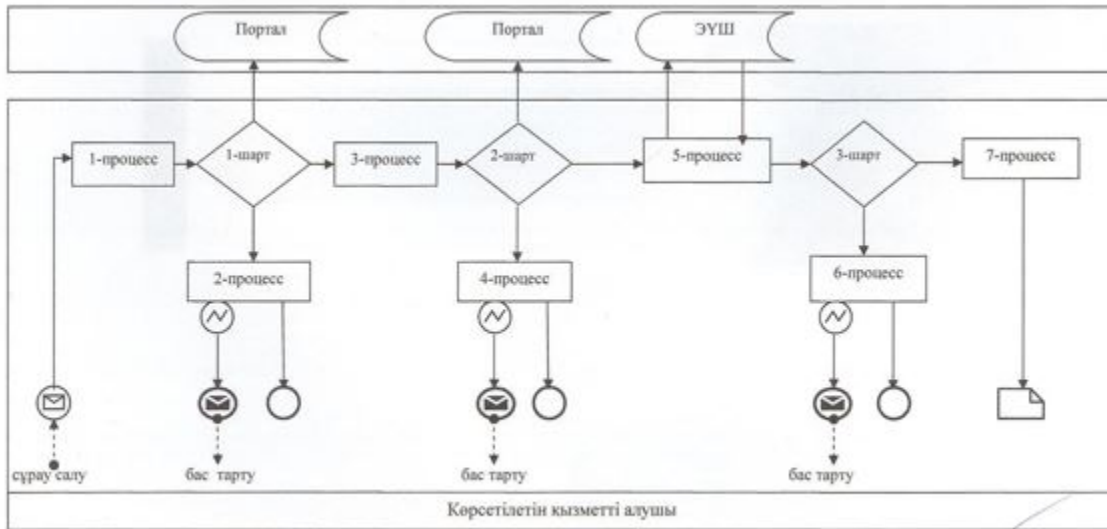 Портал
Портал
ЭҮШ
1-процесс
1-шарт
3-процесс
2-шарт
5-процесс
3-шарт
7-процесс
2-процесс
4-процесс
6-процесс
сұрау салу
бас тарту
бас тарту
бас тарту
Көрсетілетін қызметті алушы